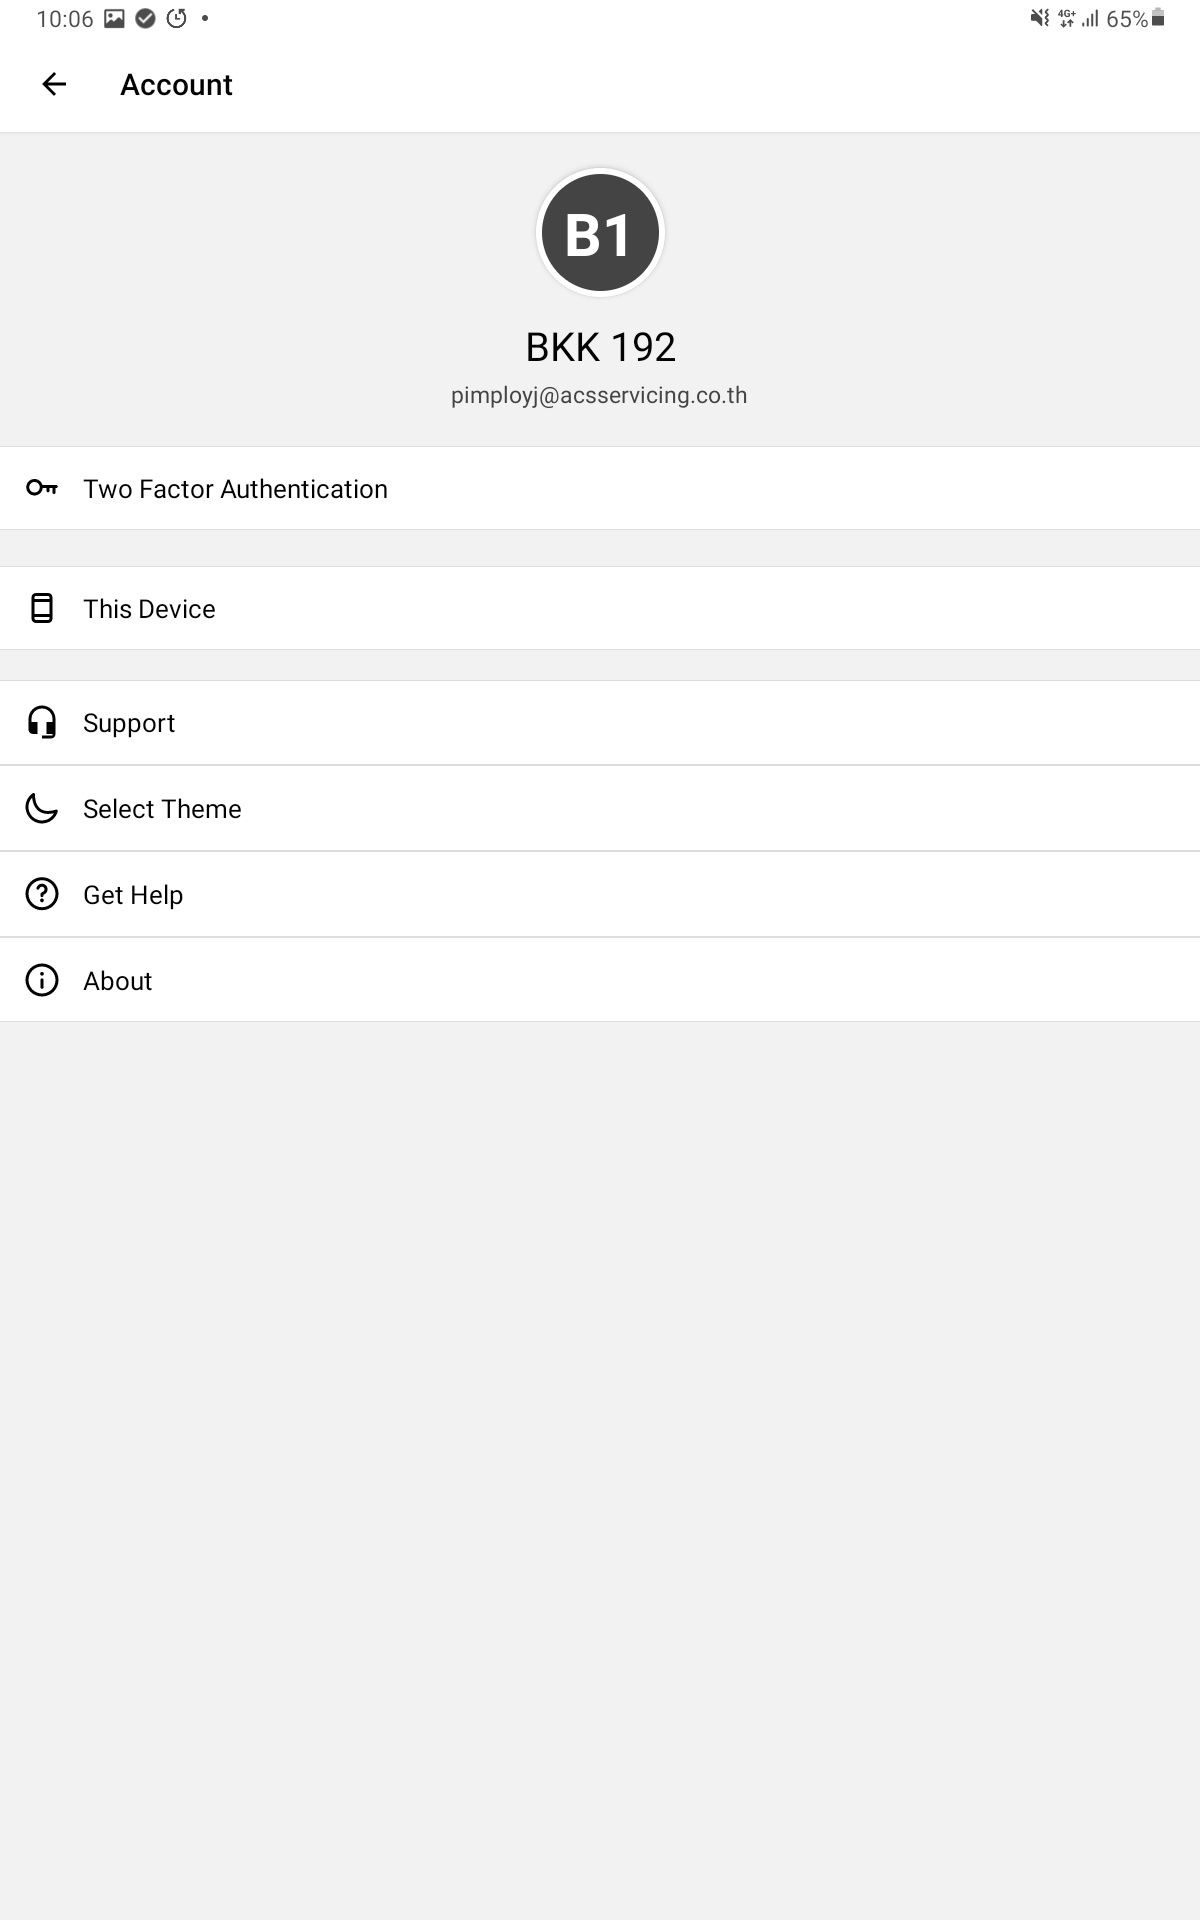 10:06
4G+ 65%
Account
B1
BKK 192
pimployj@acsservicing.co.th
Two Factor Authentication
This Device
Support
Select Theme
Get Help
About